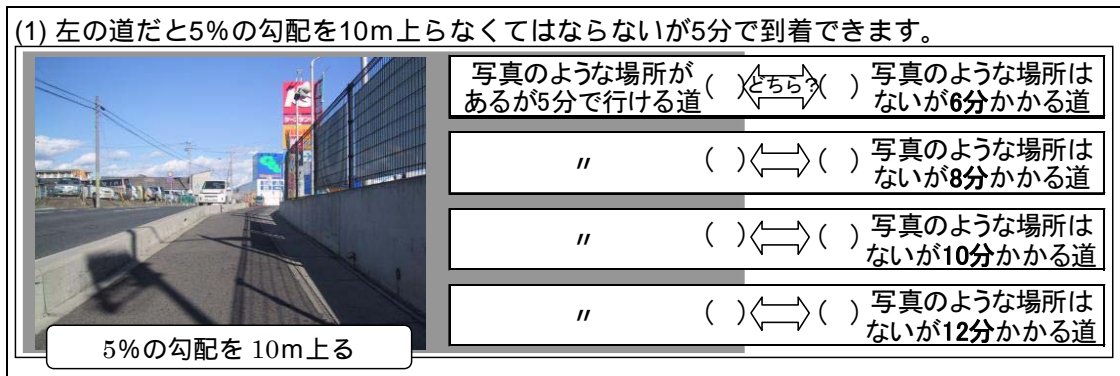 (1) 左の道だと5%の勾配を10m上らなくてはならないが5分で到着できます。
写真のような場所が
あるが5分で行ける道
( )どちら?( )
写真のような場所は
ないが6分かかる道
〃 ( ) ( )
写真のような場所は
ないが8分かかる道
〃 ( ) ( )
写真のような場所は
ないが10分かかる道
〃 ( ) ( )
写真のような場所は
ないが12分かかる道
5%の勾配を 10m上る